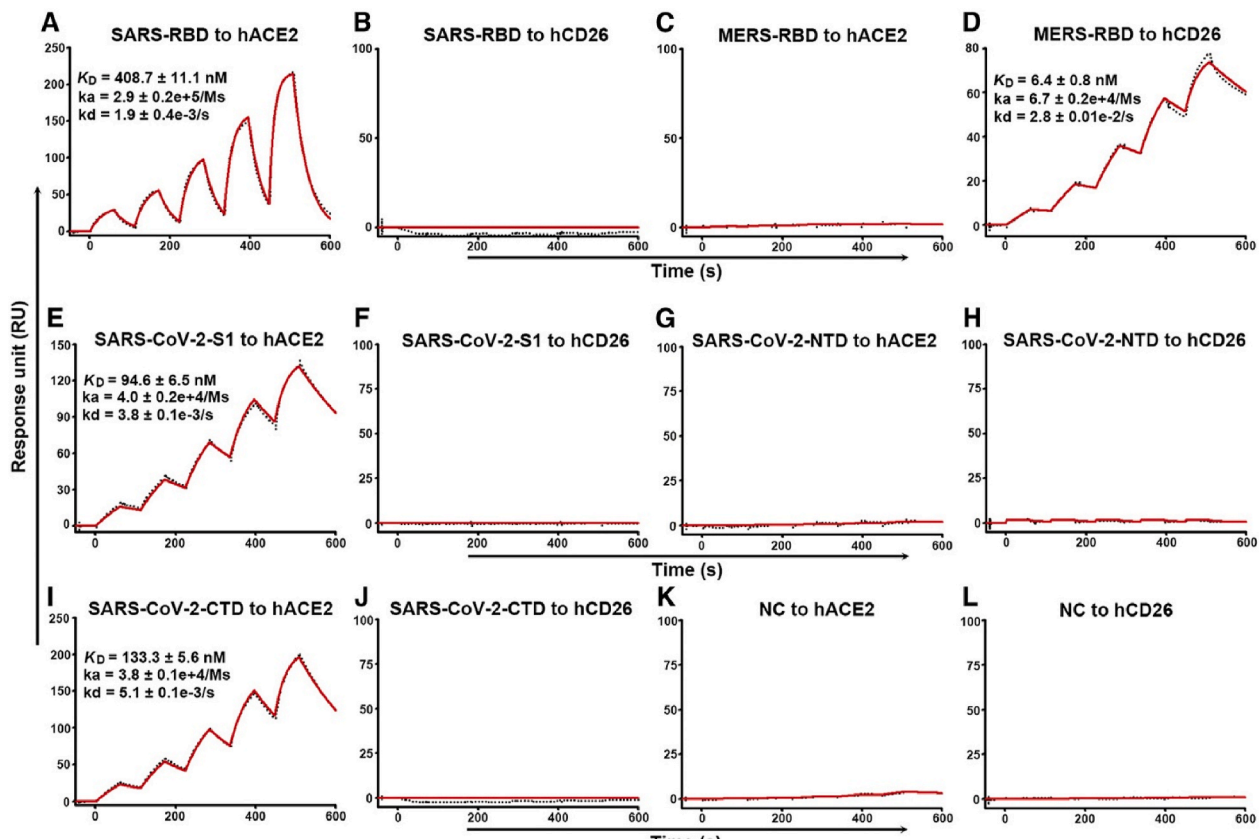 A
SARS-RBD to hACE2
250
200
150
100
50
0
KD = 408.7 ± 11.1 nM
ka = 2.9 ± 0.2e+5/Ms
kd = 1.9 ± 0.4e-3/s
0 200 400 600
B
SARS-RBD to hCD26
100
50
0
0 200 400 600
C
MERS-RBD to hACE2
100
50
0
0 200 400 600
D
MERS-RBD to hCD26
80
60
40
20
0
KD = 6.4 ± 0.8 nM
ka = 6.7 ± 0.2e+4/Ms
kd = 2.8 ± 0.01e-2/s
0 200 400 600
Time (s)
Response unit (RU)
E
SARS-CoV-2-S1 to hACE2
150
120
90
60
30
0
KD = 94.6 ± 6.5 nM
ka = 4.0 ± 0.2e+4/Ms
kd = 3.8 ± 0.1e-3/s
0 200 400 600
F
SARS-CoV-2-S1 to hCD26
100
75
50
25
0
0 200 400 600
G
SARS-CoV-2-NTD to hACE2
100
75
50
25
0
0 200 400 600
H
SARS-CoV-2-NTD to hCD26
100
75
50
25
0
0 200 400 600
Time (s)
I
SARS-CoV-2-CTD to hACE2
250
200
150
100
50
0
KD = 133.3 ± 5.6 nM
ka = 3.8 ± 0.1e+4/Ms
kd = 5.1 ± 0.1e-3/s
0 200 400 600
J
SARS-CoV-2-CTD to hCD26
100
75
50
25
0
0 200 400 600
K
NC to hACE2
100
75
50
25
0
0 200 400 600
L
NC to hCD26
100
75
50
25
0
0 200 400 600
Time (s)